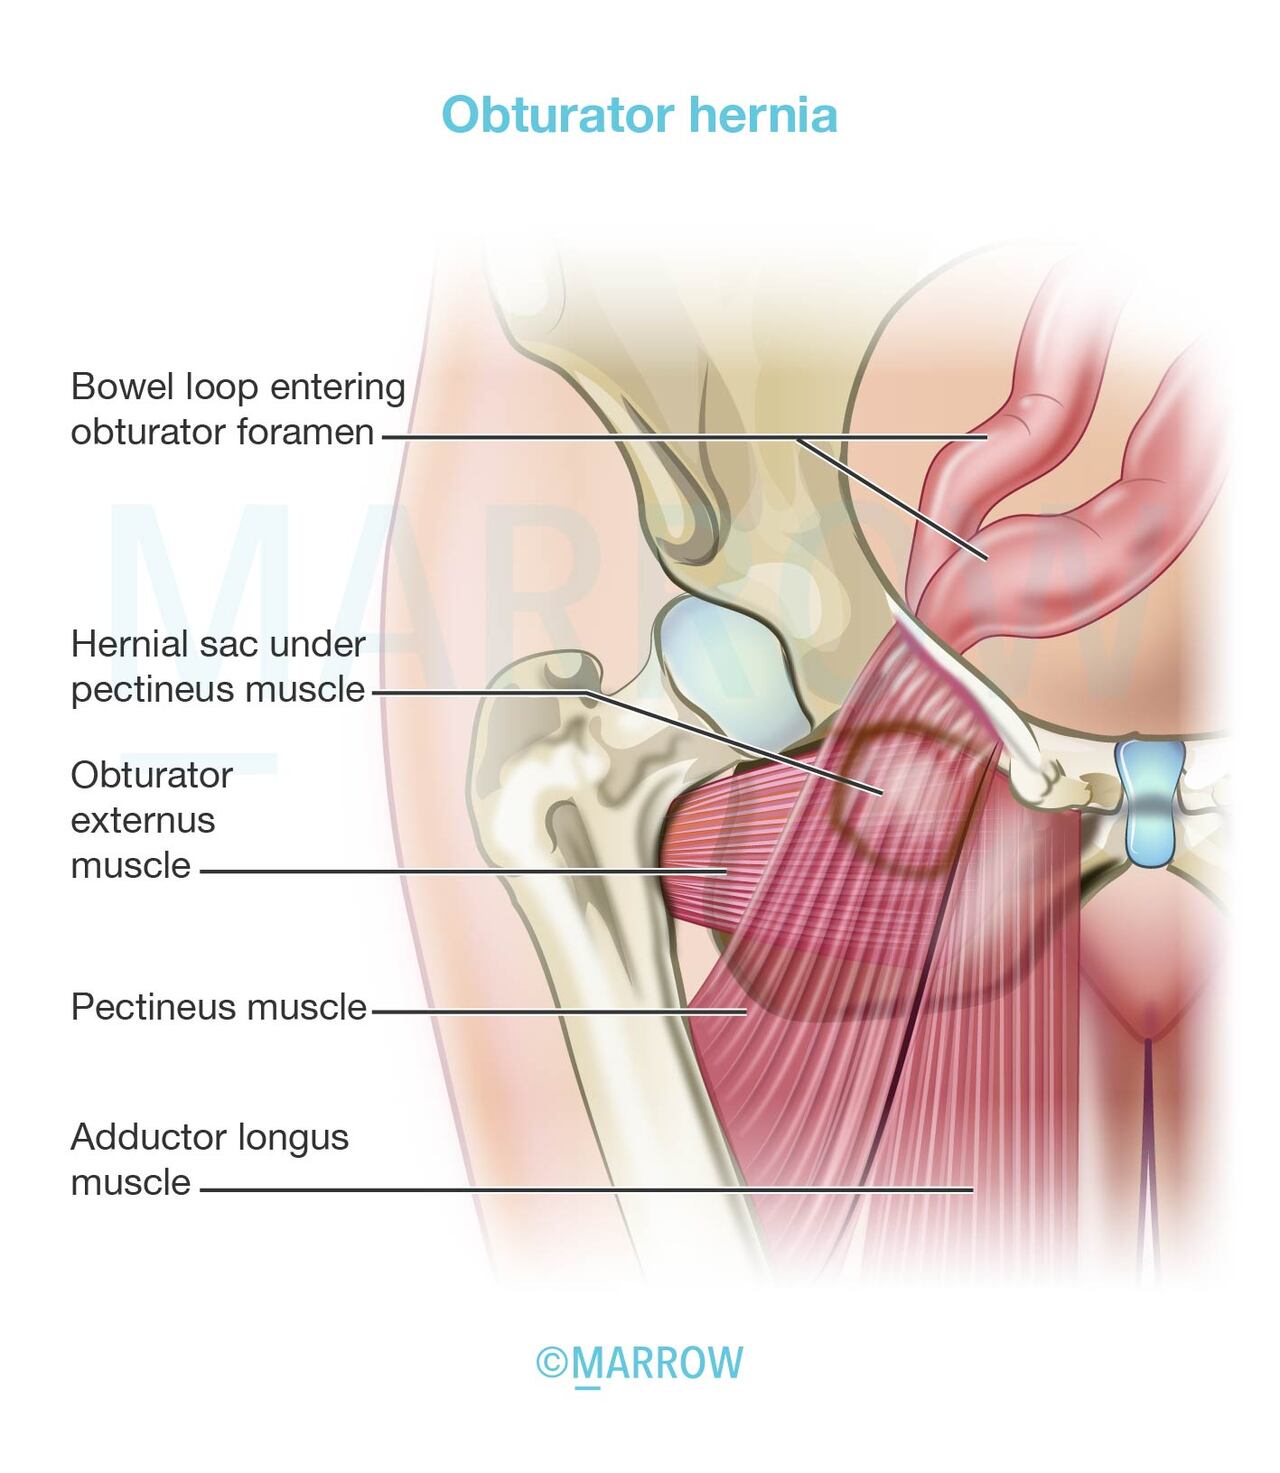 Obturator hernia
Bowel loop entering
obturator foramen
Hernial sac under
pectineus muscle
Obturator
externus
muscle
Pectineus muscle
Adductor longus
muscle
MARROW
©MARROW